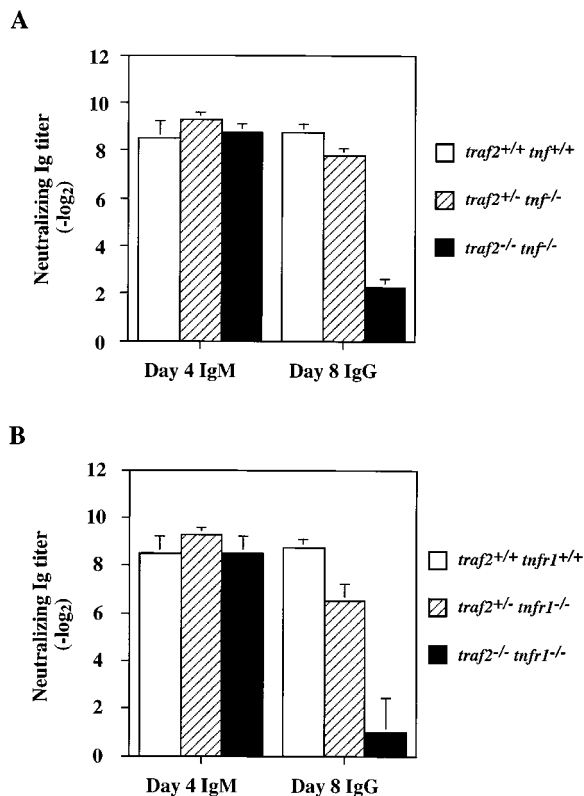 A
12
10
8
6
4
2
0
Neutralizing Ig titer
(-log2)
Day 4 IgM
Day 8 IgG
traf2+/+ tnf+/+
traf2+/- tnf-/-
traf2-/- tnf-/-
B
12
10
8
6
4
2
0
Neutralizing Ig titer
(-log2)
Day 4 IgM
Day 8 IgG
traf2+/+ tnfr1+/+
traf2+/- tnfr1-/-
traf2-/- tnfr1-/-